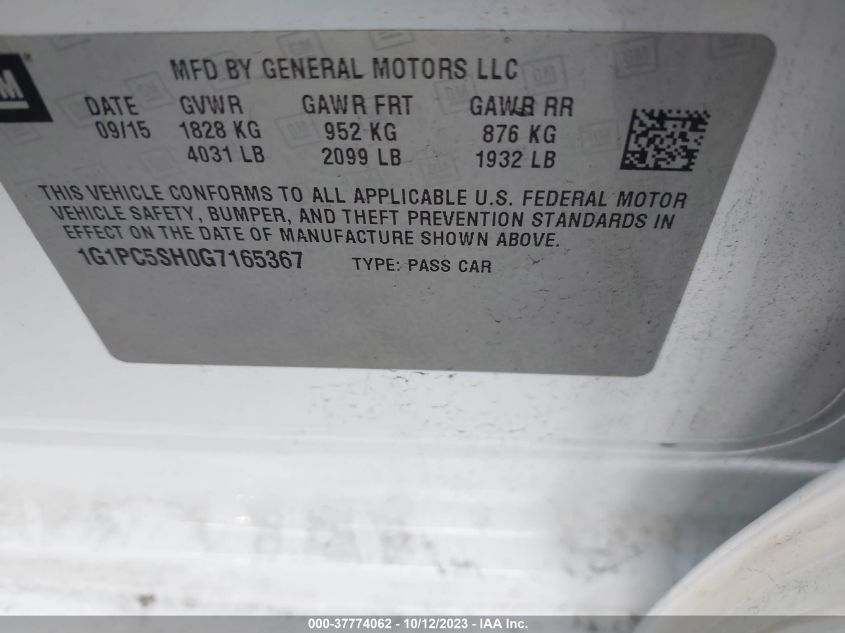 GM
®
MFD BY GENERAL MOTORS LLC
DATE GVWR GAWR FRT GAWR RR
09/15 1828 KG 952 KG 876 KG
4031 LB 2099 LB 1932 LB
THIS VEHICLE CONFORMS TO ALL APPLICABLE U.S. FEDERAL MOTOR
VEHICLE SAFETY, BUMPER, AND THEFT PREVENTION STANDARDS IN
EFFECT ON THE DATE OF MANUFACTURE SHOWN ABOVE.
1G1PC5SH0G7165367 TYPE: PASS CAR
000-37774062 - 10/12/2023 - IAA Inc.